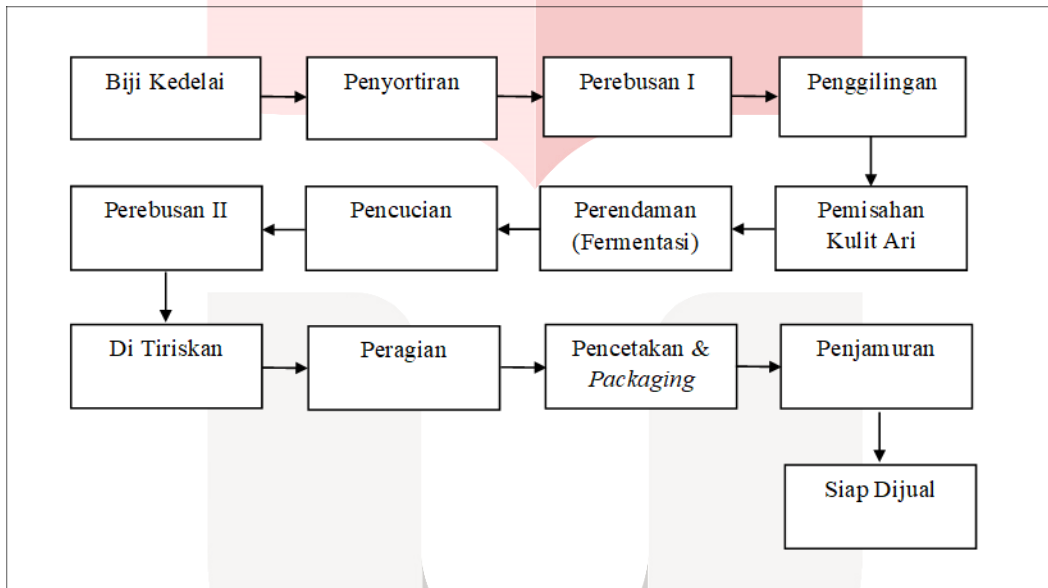 Biji Kedelai
Penyortiran
Perebusan I
Penggilingan
Pemisahan
Kulit Ari
Perendaman
(Fermentasi)
Pencucian
Perebusan II
Di Tiriskan
Peragian
Pencetakan &
Packaging
Penjamuran
Siap Dijual